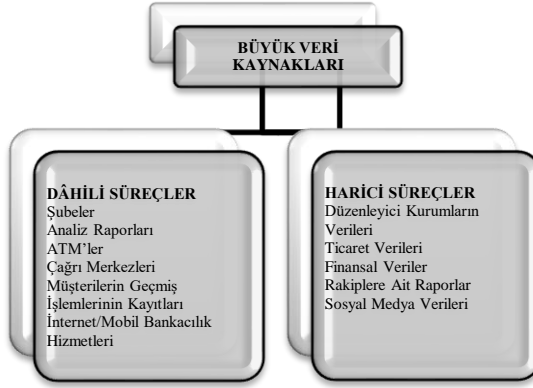 BÜYÜK VERİ
KAYNAKLARI
DÂHİLİ SÜREÇLER
Şubeler
Analiz Raporları
ATM’ler
Çağrı Merkezleri
Müşterilerin Geçmiş
İşlemlerinin Kayıtları
İnternet/Mobil Bankacılık
Hizmetleri
HARİCİ SÜREÇLER
Düzenleyici Kurumların
Verileri
Ticaret Verileri
Finansal Veriler
Rakiplere Ait Raporlar
Sosyal Medya Verileri